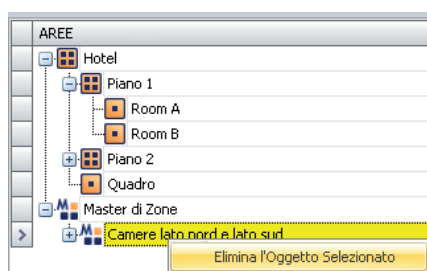 AREE
Hotel
Piano 1
Room A
Room B
Piano 2
Quadro
Master di Zone
Camere lato nord e lato sud
Elimina l'Oggetto Selezionato